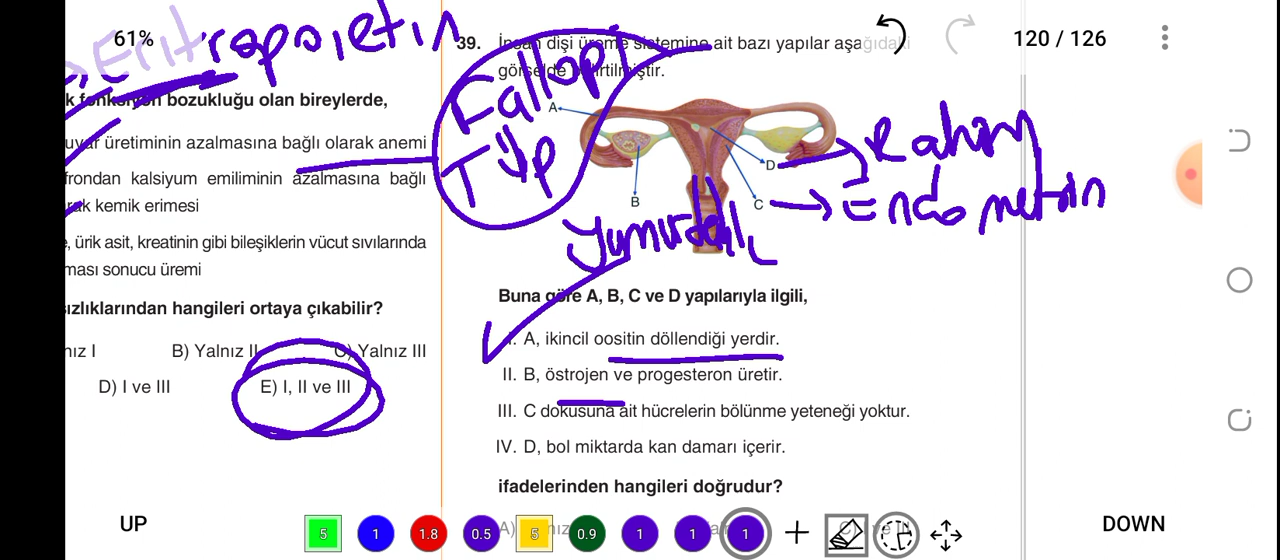 61%
Eritropoietin
120 / 126
k fonksiyon bozukluğu olan bireylerde,
uvar üretiminin azalmasına bağlı olarak anemi
frondan kalsiyum emiliminin azalmasına bağlı
rak kemik erimesi
e, ürik asit, kreatinin gibi bileşiklerin vücut sıvılarında
ması sonucu üremi
sızlıklarından hangileri ortaya çıkabilir?
nız I B) Yalnız II C) Yalnız III
D) I ve III E) I, II ve III
39. İnsan dişi üreme sistemine ait bazı yapılar aşağıdaki
görselde belirtilmiştir.
Fallopi
Tüp
A
B
C
D
Rahim
Endometrin
Yumurtalı
Buna göre A, B, C ve D yapılarıyla ilgili,
I. A, ikincil oositin döllendiği yerdir.
II. B, östrojen ve progesteron üretir.
III. C dokusuna ait hücrelerin bölünme yeteneği yoktur.
IV. D, bol miktarda kan damarı içerir.
ifadelerinden hangileri doğrudur?
A)
UP
5 1 1.8 0.5 5 0.9 1 1 1
DOWN